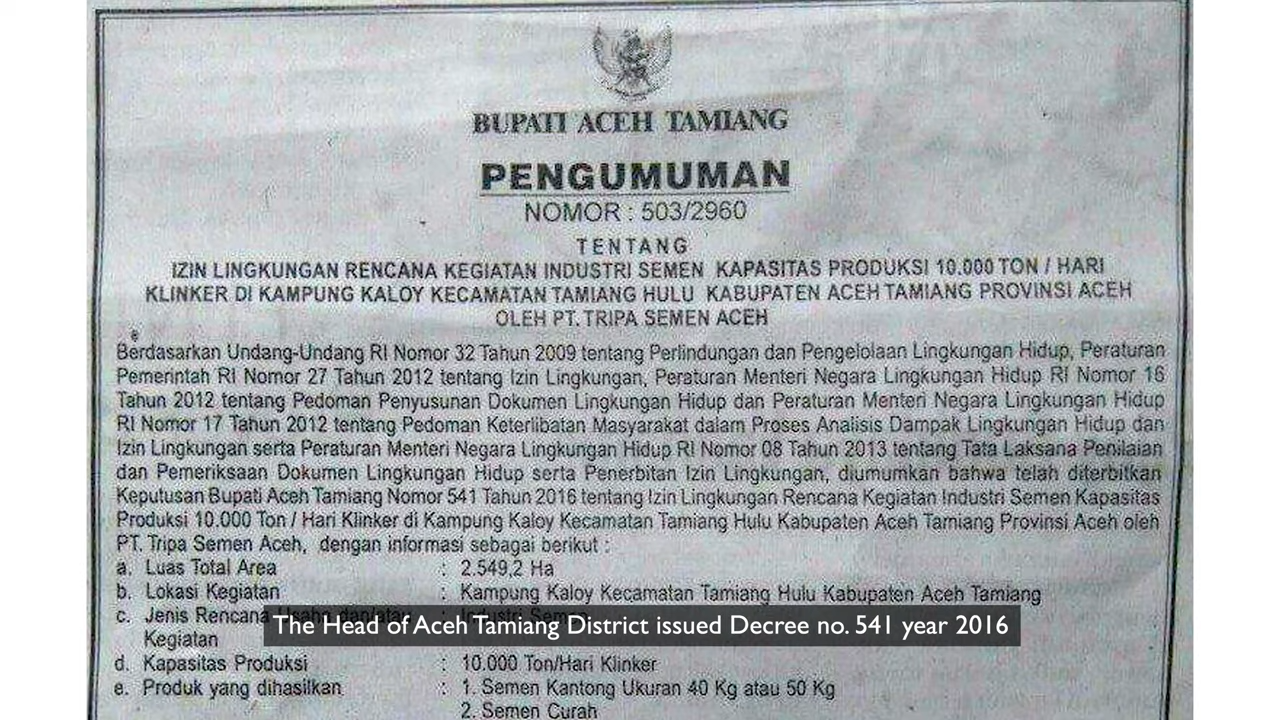 BUPATI ACEH TAMIANG
PENGUMUMAN
NOMOR : 503/2960
TENTANG
IZIN LINGKUNGAN RENCANA KEGIATAN INDUSTRI SEMEN KAPASITAS PRODUKSI 10.000 TON / HARI
KLINKER DI KAMPUNG KALOY KECAMATAN TAMIANG HULU KABUPATEN ACEH TAMIANG PROVINSI ACEH
OLEH PT. TRIPA SEMEN ACEH
Berdasarkan Undang-Undang RI Nomor 32 Tahun 2009 tentang Perlindungan dan Pengelolaan Lingkungan Hidup, Peraturan
Pemerintah RI Nomor 27 Tahun 2012 tentang Izin Lingkungan, Peraturan Menteri Negara Lingkungan Hidup RI Nomor 16
Tahun 2012 tentang Pedoman Penyusunan Dokumen Lingkungan Hidup dan Peraturan Menteri Negara Lingkungan Hidup
RI Nomor 17 Tahun 2012 tentang Pedoman Keterlibatan Masyarakat dalam Proses Analisis Dampak Lingkungan Hidup dan
Izin Lingkungan serta Peraturan Menteri Negara Lingkungan Hidup RI Nomor 08 Tahun 2013 tentang Tata Laksana Penilaian
dan Pemeriksaan Dokumen Lingkungan Hidup serta Penerbitan Izin Lingkungan, diumumkan bahwa telah diterbitkan
Keputusan Bupati Aceh Tamiang Nomor 541 Tahun 2016 tentang Izin Lingkungan Rencana Kegiatan Industri Semen Kapasitas
Produksi 10.000 Ton / Hari Klinker di Kampung Kaloy Kecamatan Tamiang Hulu Kabupaten Aceh Tamiang Provinsi Aceh oleh
PT. Tripa Semen Aceh, dengan informasi sebagai berikut :
a. Luas Total Area : 2.549,2 Ha
b. Lokasi Kegiatan : Kampung Kaloy Kecamatan Tamiang Hulu Kabupaten Aceh Tamiang
c. Jenis Rencana Usaha dan/atau : Industri Semen
Kegiatan
The Head of Aceh Tamiang District issued Decree no. 541 year 2016
d. Kapasitas Produksi : 10.000 Ton/Hari Klinker
e. Produk yang dihasilkan : 1. Semen Kantong Ukuran 40 Kg atau 50 Kg
2. Semen Curah